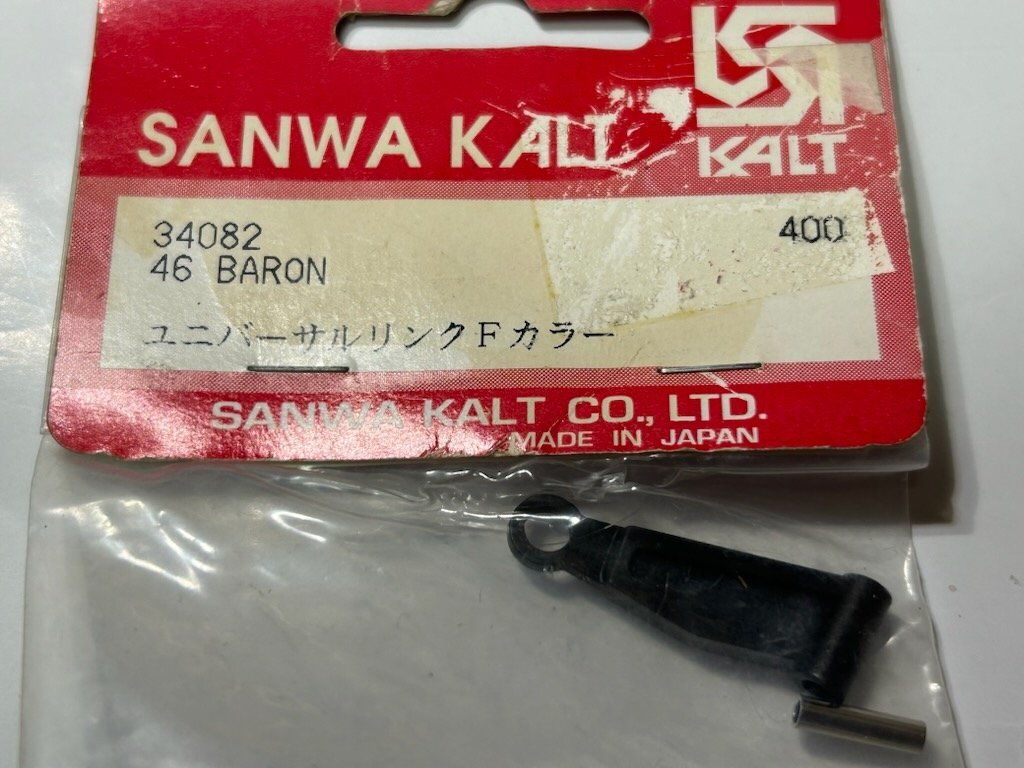 SANWA KALT
KALT
34082 400
46 BARON
ユニバーサルリンクFカラー
SANWA KALT CO., LTD.
MADE IN JAPAN